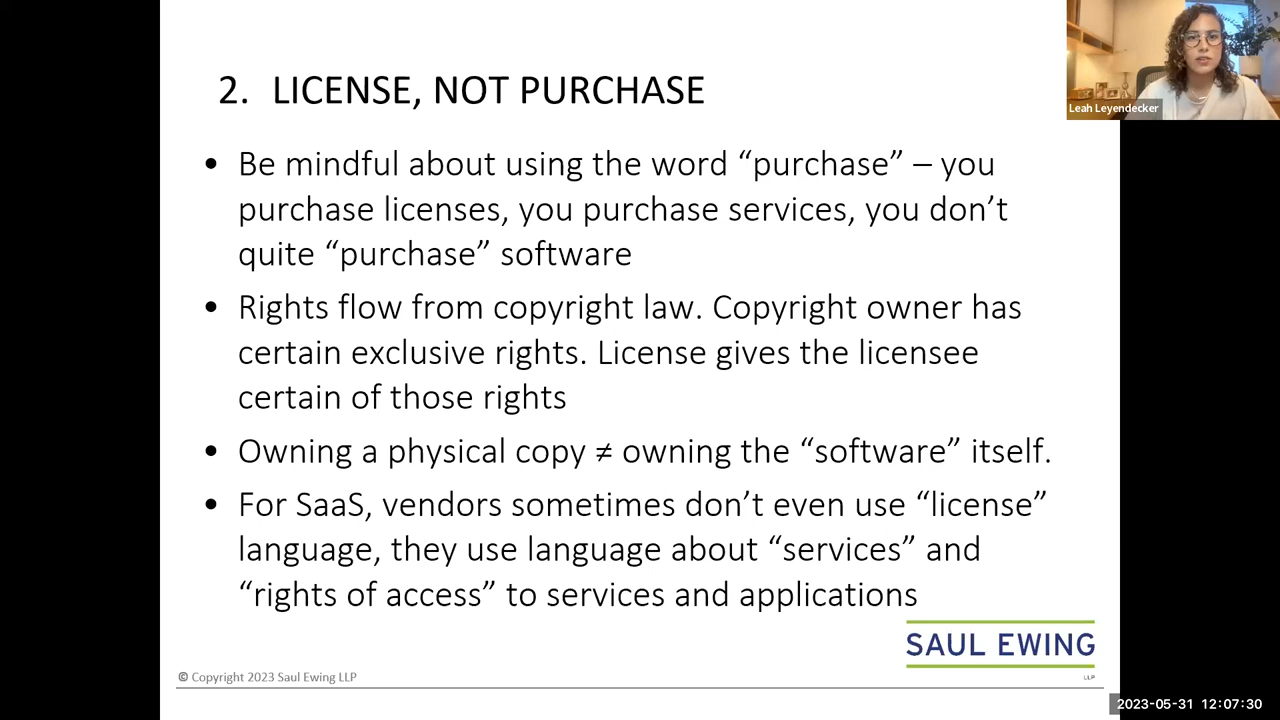 2. LICENSE, NOT PURCHASE
Leah Leyendecker
• Be mindful about using the word “purchase” – you
purchase licenses, you purchase services, you don’t
quite “purchase” software
• Rights flow from copyright law. Copyright owner has
certain exclusive rights. License gives the licensee
certain of those rights
• Owning a physical copy ≠ owning the “software” itself.
• For SaaS, vendors sometimes don’t even use “license”
language, they use language about “services” and
“rights of access” to services and applications
SAUL EWING
LLP
© Copyright 2023 Saul Ewing LLP
2023-05-31 12:07:30